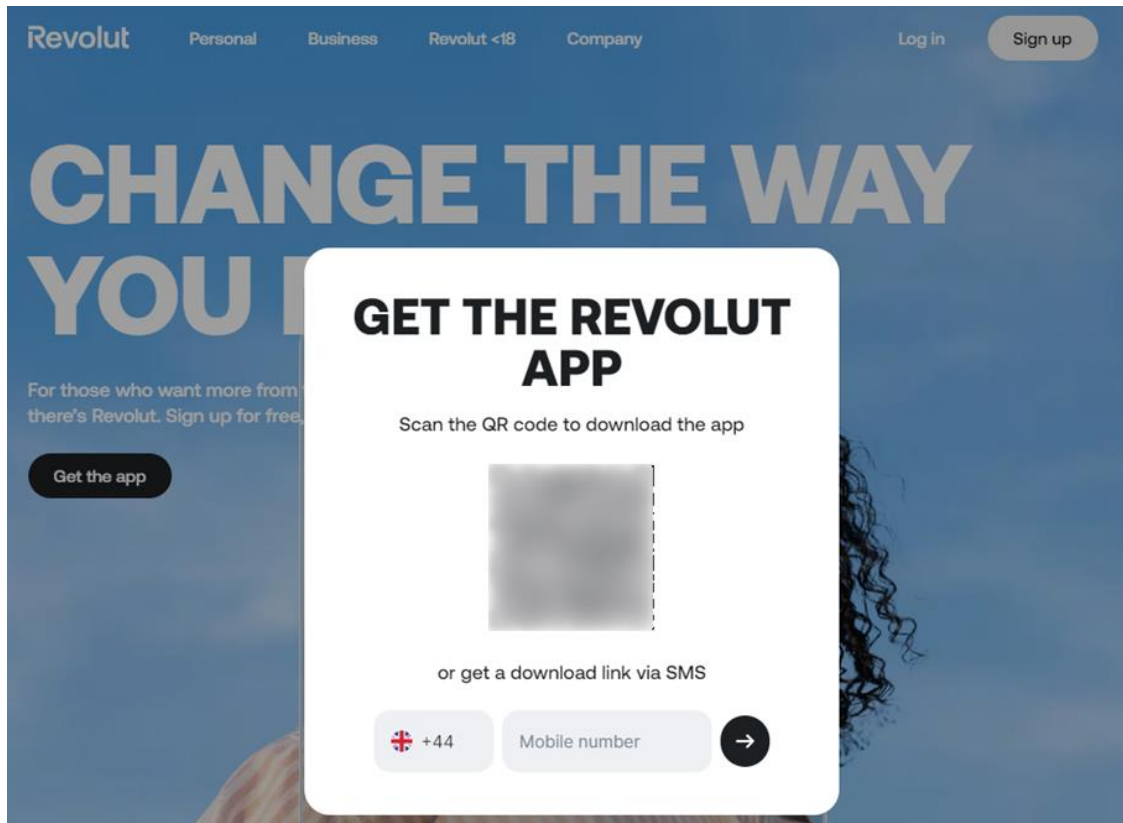 Revolut Personal Business Revolut <18 Company Log in Sign up
CHANGE THE WAY
YOU
For those who want more from
there's Revolut. Sign up for free,
Get the app
GET THE REVOLUT
APP
Scan the QR code to download the app
or get a download link via SMS
+44 Mobile number